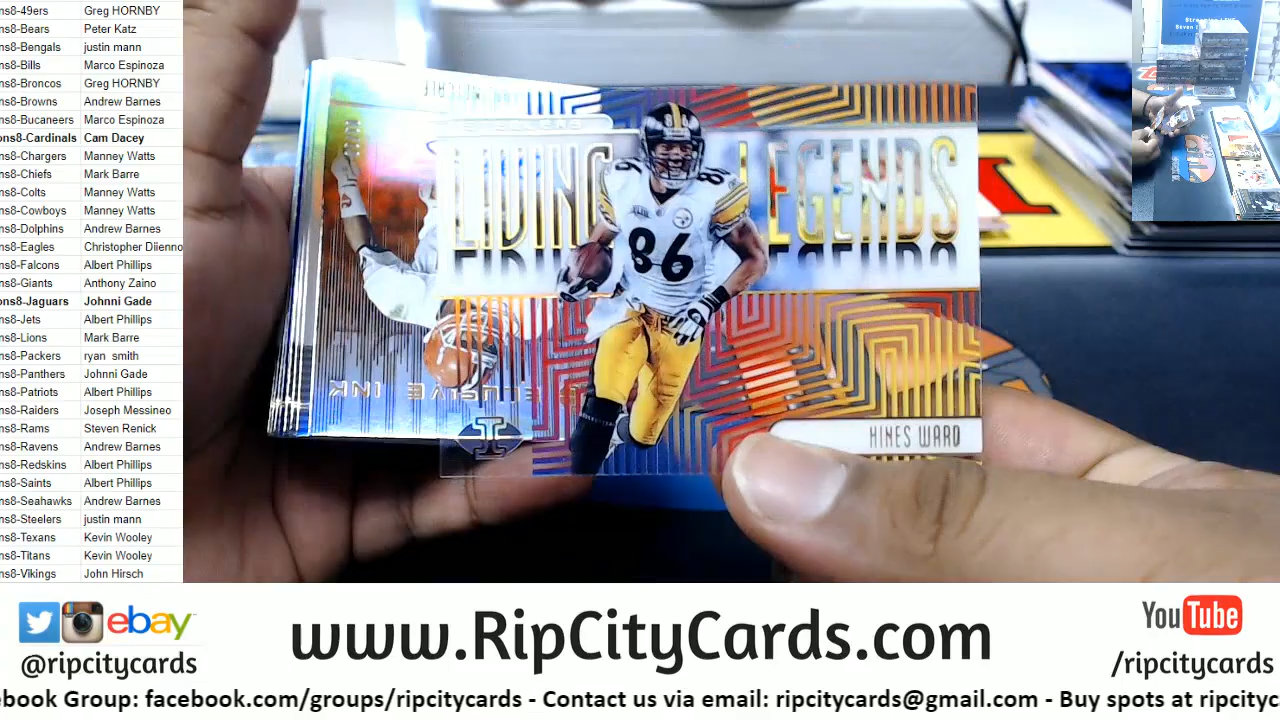 ns8-49ers Greg HORNBY
ns8-Bears Peter Katz
ns8-Bengals justin mann
ns8-Bills Marco Espinoza
ns8-Broncos Greg HORNBY
ns8-Browns Andrew Barnes
ns8-Bucaneers Marco Espinoza
ons8-Cardinals Cam Dacey
ns8-Chargers Manney Watts
ns8-Chiefs Mark Barre
ns8-Colts Manney Watts
ns8-Cowboys Manney Watts
ns8-Dolphins Andrew Barnes
ns8-Eagles Christopher DIienno
ns8-Falcons Albert Phillips
ns8-Giants Anthony Zaino
ons8-Jaguars Johnni Gade
ns8-Jets Albert Phillips
ns8-Lions Mark Barre
ns8-Packers ryan smith
ns8-Panthers Johnni Gade
ns8-Patriots Albert Phillips
ns8-Raiders Joseph Messineo
ns8-Rams Steven Renick
ns8-Ravens Andrew Barnes
ns8-Redskins Albert Phillips
ns8-Saints Albert Phillips
ns8-Seahawks Andrew Barnes
ns8-Steelers justin mann
ns8-Texans Kevin Wooley
ns8-Titans Kevin Wooley
ns8-Vikings John Hirsch
LIVING LEGENDS
86
HINES WARD
ebay
@ripcitycards
www.RipCityCards.com
YouTube
/ripcitycards
ebook Group: facebook.com/groups/ripcitycards - Contact us via email: ripcitycards@gmail.com - Buy spots at ripcityc